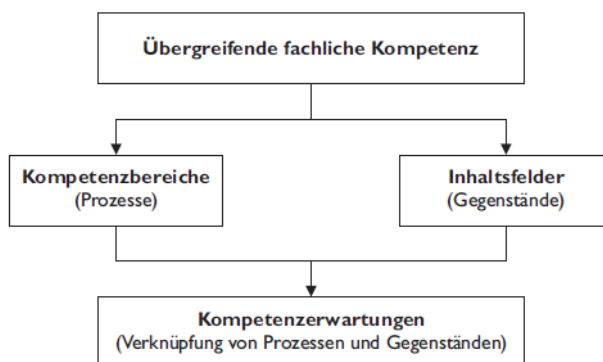 Übergreifende fachliche Kompetenz
Kompetenzbereiche
(Prozesse)
Inhaltsfelder
(Gegenstände)
Kompetenzerwartungen
(Verknüpfung von Prozessen und Gegenständen)